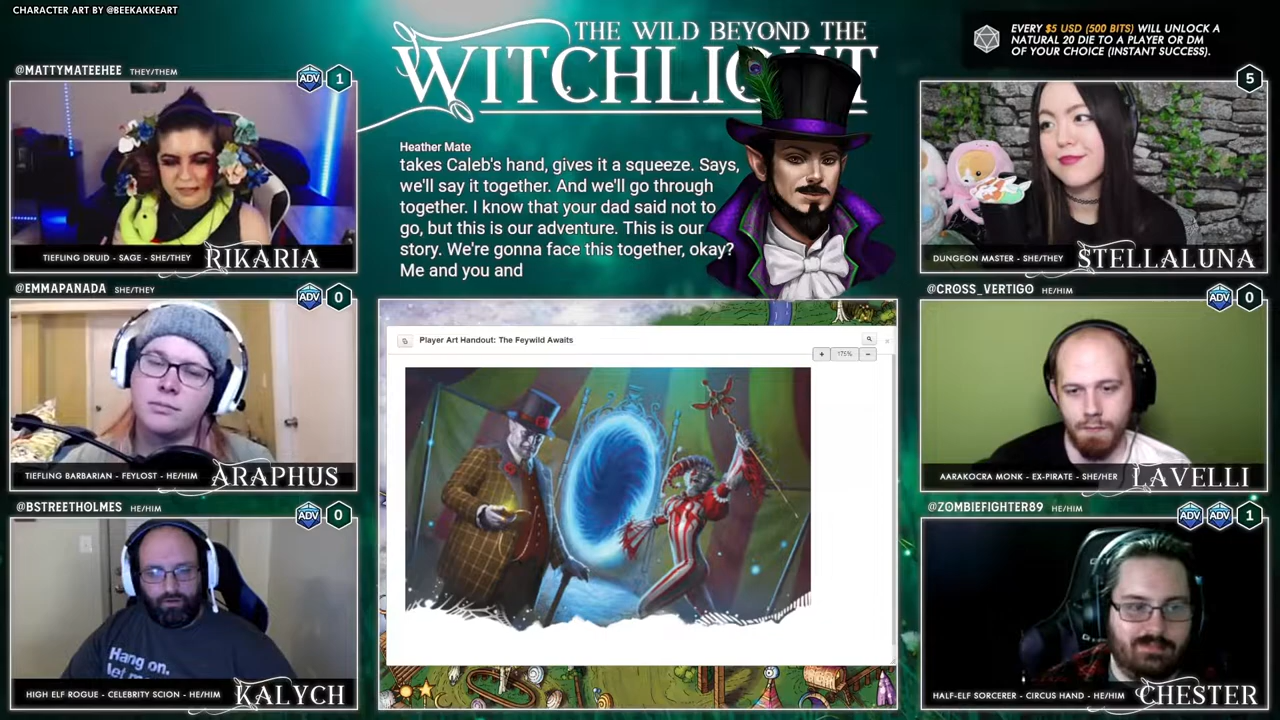 CHARACTER ART BY @BEEKAKKEART
THE WILD BEYOND THE
WITCHLIGHT
EVERY $5 USD (500 BITS) WILL UNLOCK A
NATURAL 20 DIE TO A PLAYER OR DM
OF YOUR CHOICE (INSTANT SUCCESS).
@MATTYMATEEHEE THEY/THEM
ADV 1
TIEFLING DRUID - SAGE - SHE/THEY RIKARIA
Heather Mate
takes Caleb's hand, gives it a squeeze. Says,
we'll say it together. And we'll go through
together. I know that your dad said not to
go, but this is our adventure. This is our
story. We're gonna face this together, okay?
Me and you and
5
DUNGEON MASTER - SHE/THEY STELLALUNA
@EMMAPANADA SHE/THEY
ADV 0
TIEFLING BARBARIAN - FEYLOST - HE/HIM ARAPHUS
Player Art Handout: The Feywild Awaits
+ 175% −
@CROSS_VERTIGO HE/HIM
ADV 0
AARAKOCRA MONK - EX-PIRATE - SHE/HER LAVELLI
@BSTREETHOLMES HE/HIM
ADV 0
Hang on.
HIGH ELF ROGUE - CELEBRITY SCION - HE/HIM KALYCH
@ZOMBIEFIGHTER89 HE/HIM
ADV ADV 1
HALF-ELF SORCERER - CIRCUS HAND - HE/HIM CHESTER